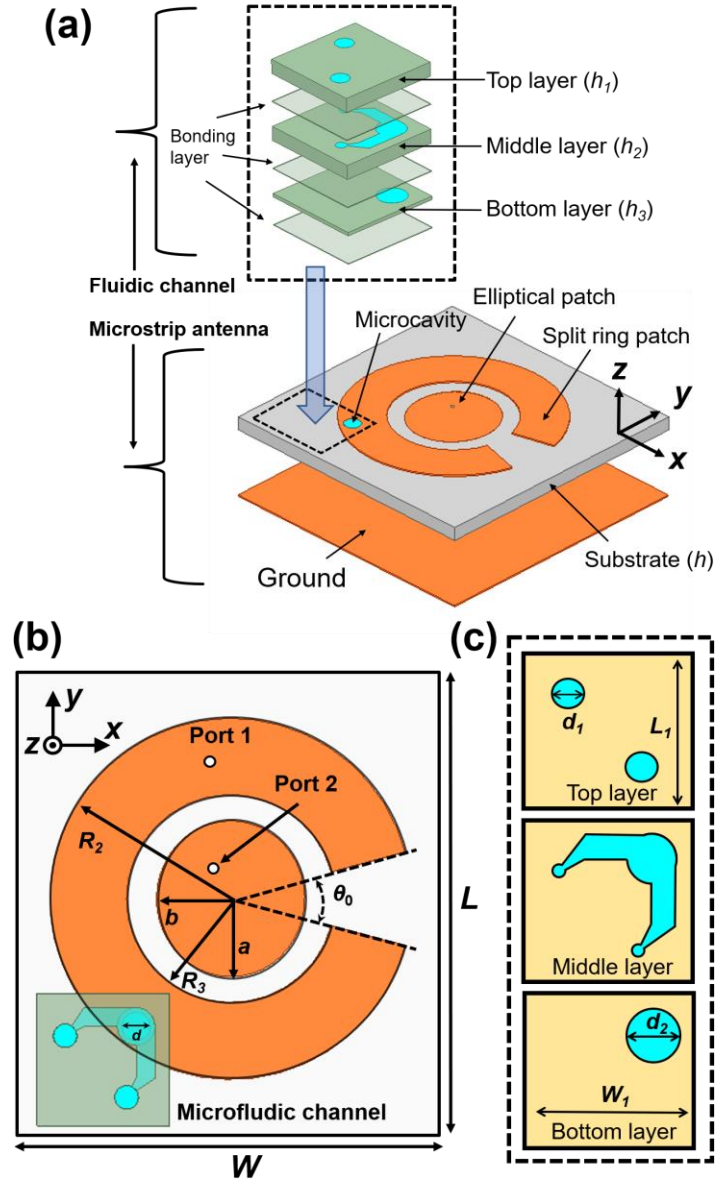 (a)
Top layer (h1)
Bonding
layer
Middle layer (h2)
Bottom layer (h3)
Fluidic channel
Microstrip antenna
Elliptical patch
Microcavity
Split ring patch
z
y
x
Substrate (h)
Ground
(b)
y
x
z
Port 1
Port 2
R2
θ0
b
a
R3
L
d
Microfludic channel
W
(c)
d1
L1
Top layer
Middle layer
d2
W1
Bottom layer